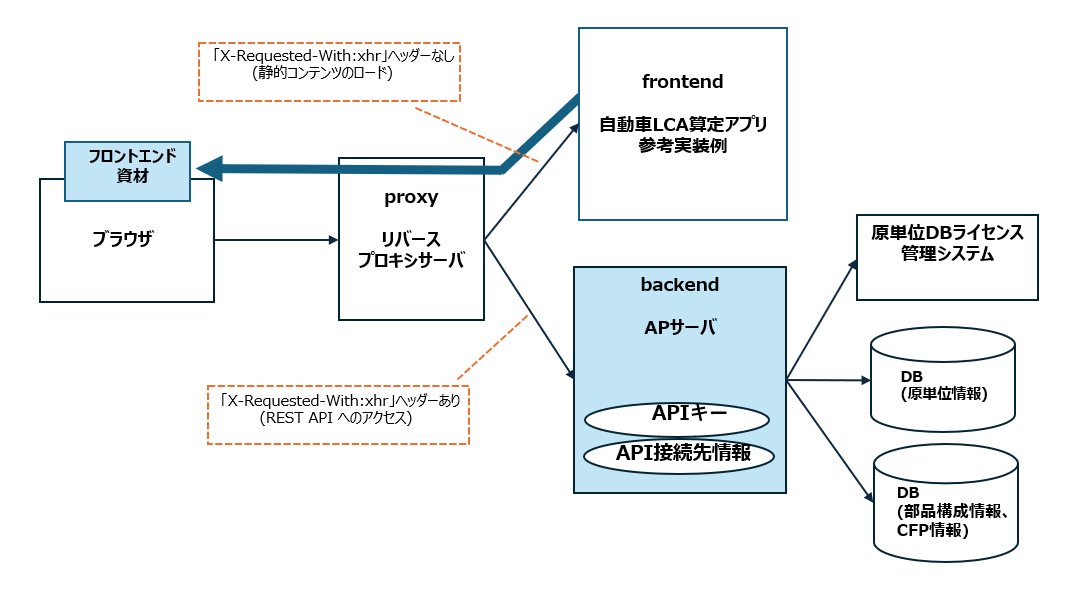 「X-Requested-With:xhr」ヘッダーなし
(静的コンテンツのロード)
frontend
自動車LCA算定アプリ
参考実装例
フロントエンド
資材
ブラウザ
proxy
リバース
プロキシサーバ
原単位DBライセンス
管理システム
backend
APサーバ
DB
(原単位情報)
「X-Requested-With:xhr」ヘッダーあり
(REST API へのアクセス)
APIキー
API接続先情報
DB
(部品構成情報、
CFP情報)